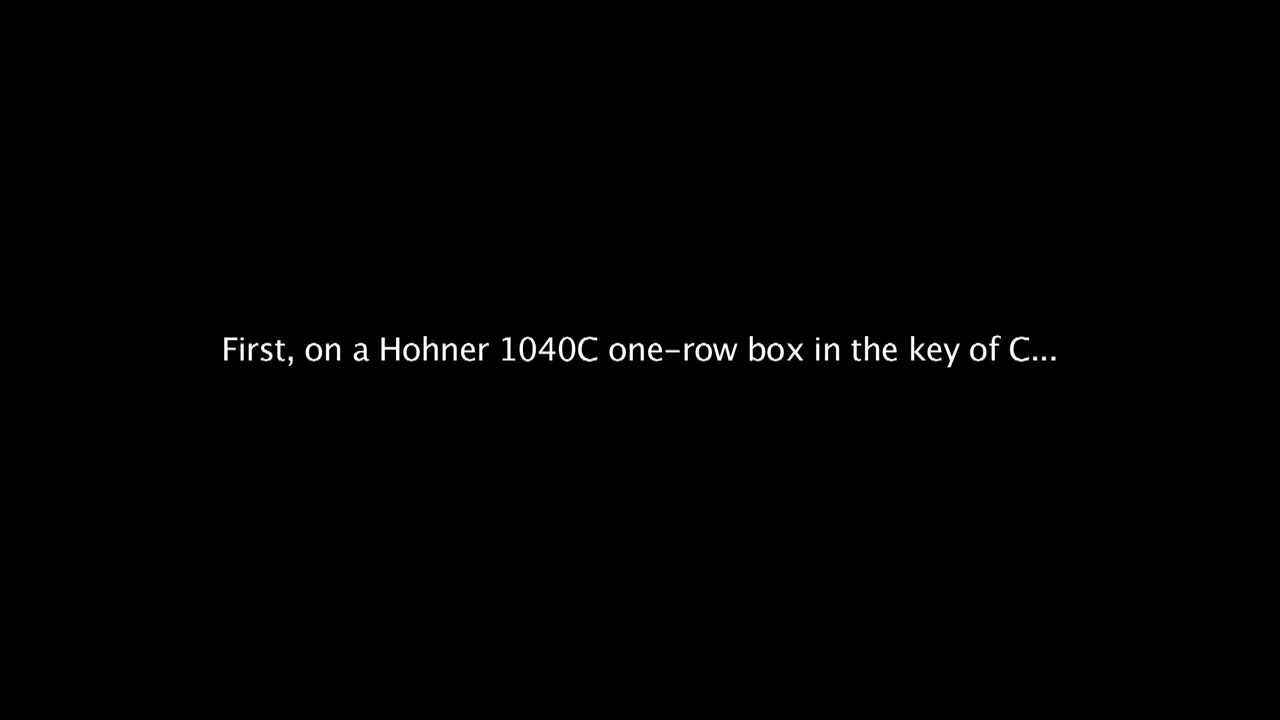 First, on a Hohner 1040C one-row box in the key of C...